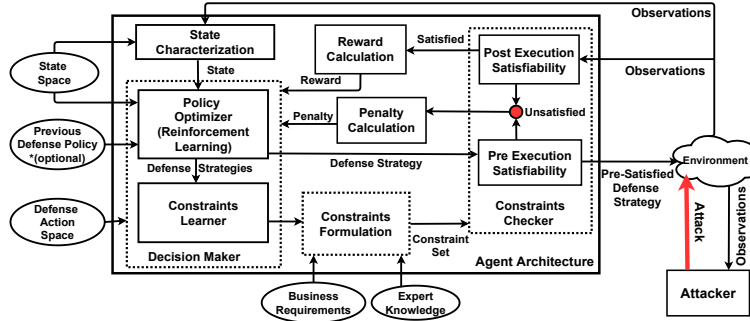 Observations
State
Characterization
Reward
Calculation
Satisfied
Post Execution
Satisfiability
State
Space
State
Reward
Observations
Policy
Optimizer
(Reinforcement
Learning)
Penalty
Penalty
Calculation
Unsatisfied
Previous
Defense Policy
*(optional)
Defense Strategies
Defense Strategy
Pre Execution
Satisfiability
Pre-Satisfied
Defense
Strategy
Environment
Defense
Action
Space
Constraints
Learner
Constraints
Formulation
Constraint
Set
Constraints
Checker
Attack
Observations
Decision Maker
Agent Architecture
Attacker
Business
Requirements
Expert
Knowledge